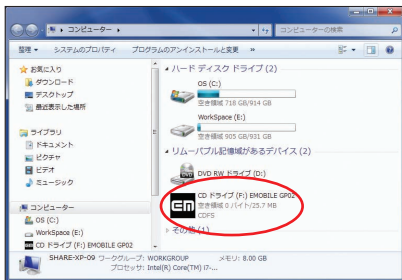 コンピューター
コンピューターの検索
整理 システムのプロパティ プログラムのアンインストールと変更 »
お気に入り
ダウンロード
デスクトップ
最近表示した場所
ライブラリ
ドキュメント
ピクチャ
ビデオ
ミュージック
コンピューター
OS (C:)
WorkSpace (E:)
CD ドライブ (F:) EMOBILE GP02
ハード ディスク ドライブ (2)
OS (C:)
空き領域 718 GB/914 GB
WorkSpace (E:)
空き領域 905 GB/931 GB
リムーバブル記憶域があるデバイス (2)
DVD RW ドライブ (D:)
EM
CD ドライブ (F:) EMOBILE GP02
空き領域 0 バイト/25.7 MB
CDFS
その他 (1)
SHARE-XP-09 ワークグループ: WORKGROUP メモリ: 8.00 GB
プロセッサ: Intel(R) Core(TM) i7-...